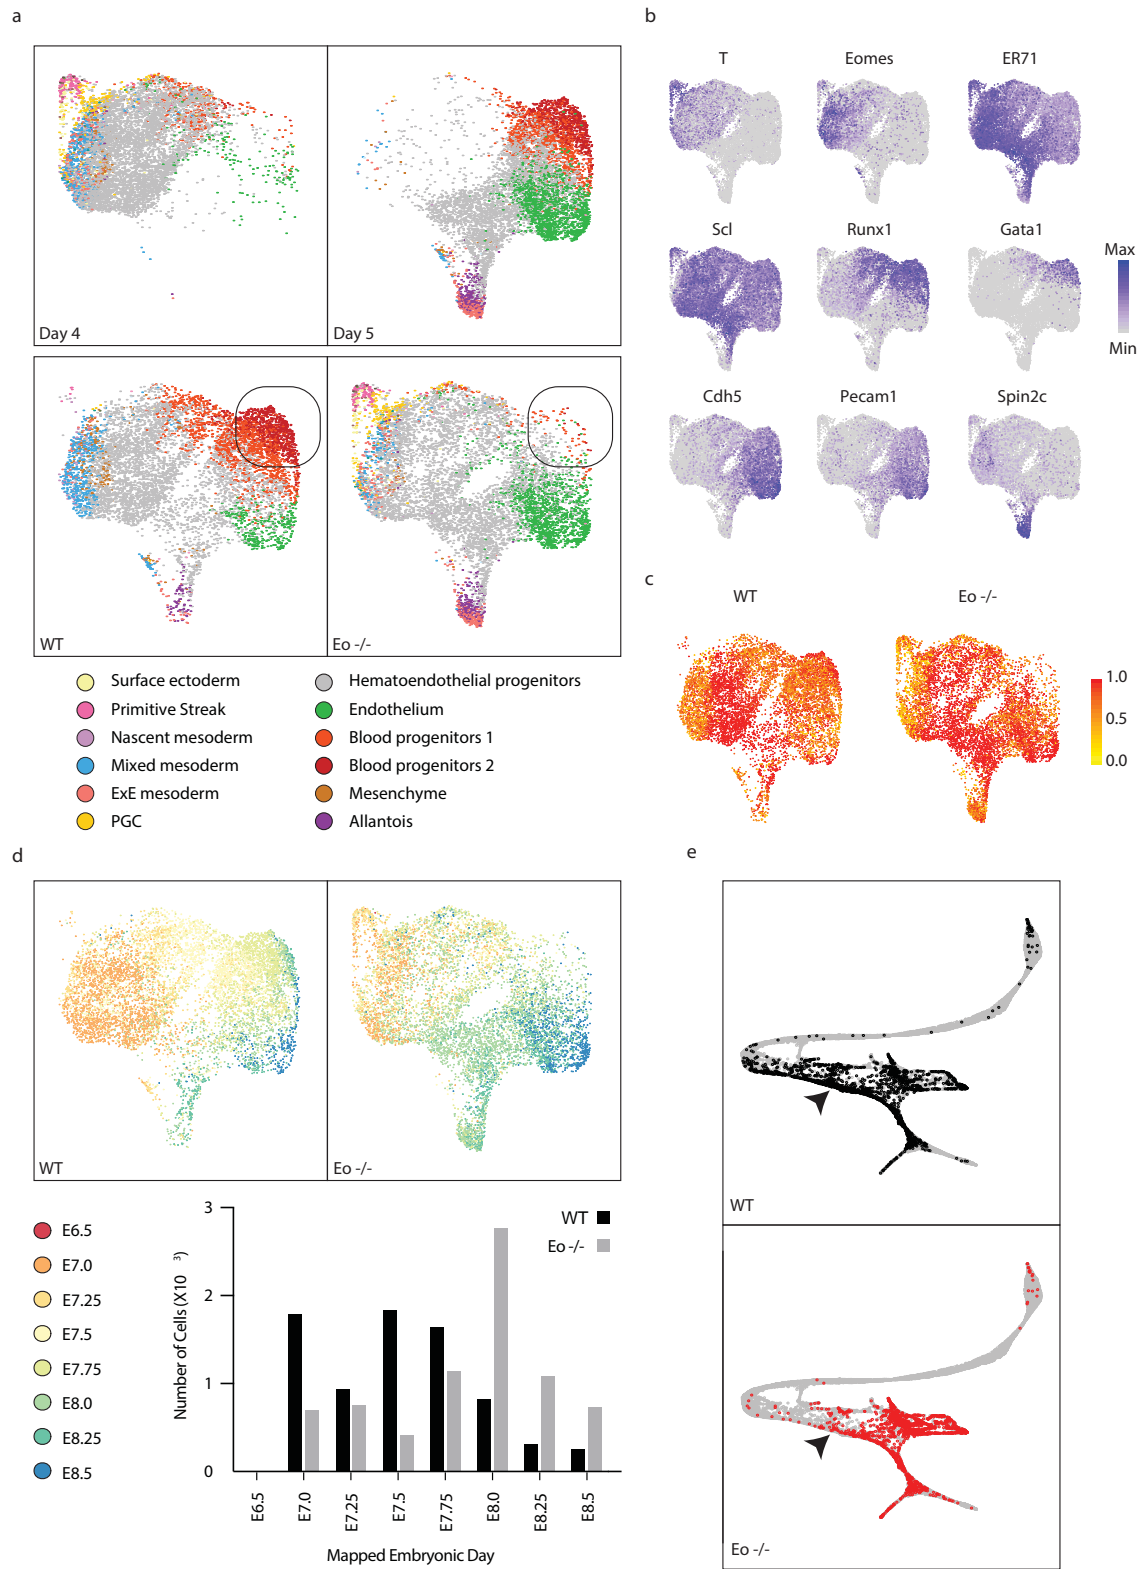 a
Day 4
Day 5
WT
Eo -/-
Surface ectoderm
Primitive Streak
Nascent mesoderm
Mixed mesoderm
ExE mesoderm
PGC
Hematoendothelial progenitors
Endothelium
Blood progenitors 1
Blood progenitors 2
Mesenchyme
Allantois
b
T
Eomes
ER71
Scl
Runx1
Gata1
Max
Min
Cdh5
Pecam1
Spin2c
c
WT
Eo -/-
1.0
0.5
0.0
d
WT
Eo -/-
E6.5
E7.0
E7.25
E7.5
E7.75
E8.0
E8.25
E8.5
Number of Cells (X10 3)
3
2
1
0
WT
Eo -/-
E6.5
E7.0
E7.25
E7.5
E7.75
E8.0
E8.25
E8.5
Mapped Embryonic Day
e
WT
Eo -/-